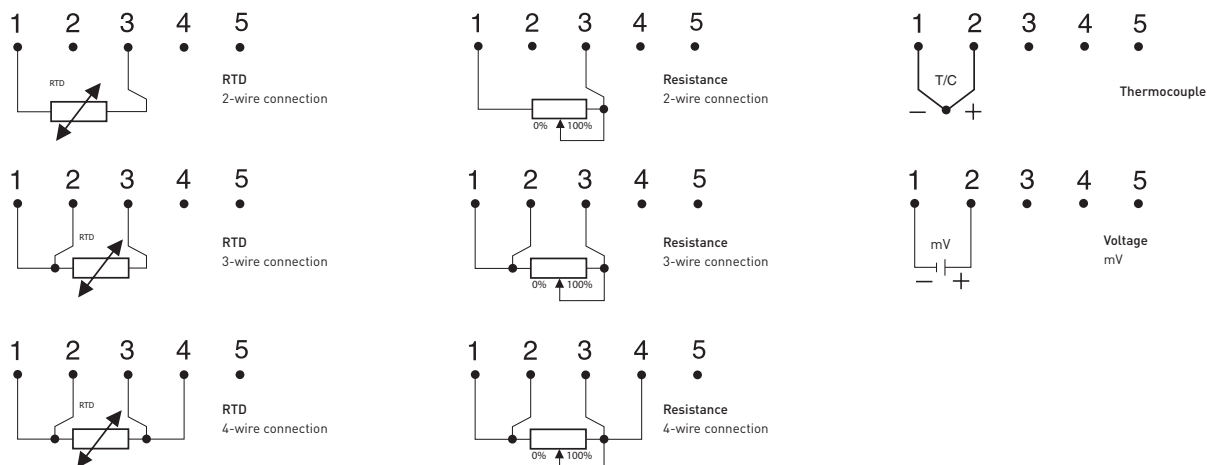 1 2 3 4 5
RTD
RTD
2-wire connection
1 2 3 4 5
0% 100%
Resistance
2-wire connection
1 2 3 4 5
T/C
− +
Thermocouple
1 2 3 4 5
RTD
RTD
3-wire connection
1 2 3 4 5
0% 100%
Resistance
3-wire connection
1 2 3 4 5
mV
− +
Voltage
mV
1 2 3 4 5
RTD
RTD
4-wire connection
1 2 3 4 5
0% 100%
Resistance
4-wire connection